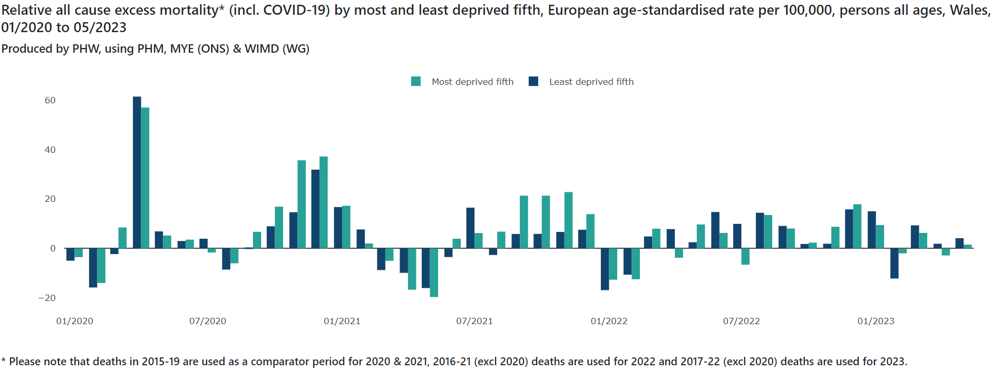 Relative all cause excess mortality* (incl. COVID-19) by most and least deprived fifth, European age-standardised rate per 100,000, persons all ages, Wales,
01/2020 to 05/2023
Produced by PHW, using PHM, MYE (ONS) & WIMD (WG)
Most deprived fifth
Least deprived fifth
60
40
20
0
−20
01/2020
07/2020
01/2021
07/2021
01/2022
07/2022
01/2023
* Please note that deaths in 2015-19 are used as a comparator period for 2020 & 2021, 2016-21 (excl 2020) deaths are used for 2022 and 2017-22 (excl 2020) deaths are used for 2023.